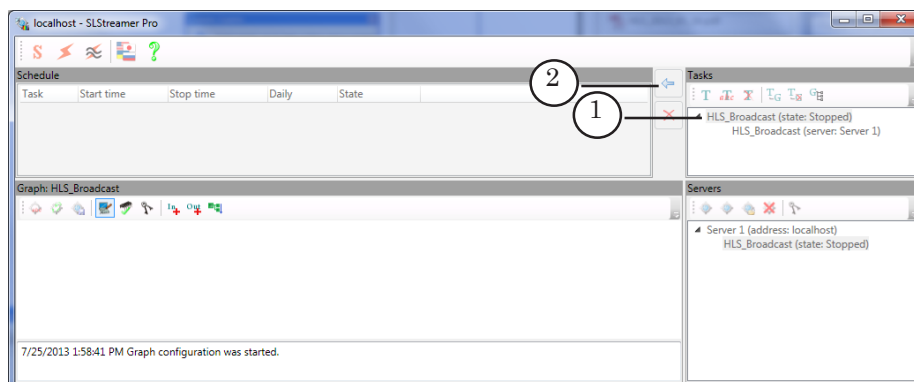 localhost - SLStreamer Pro
Schedule
Task Start time Stop time Daily State
2
1
Tasks
HLS_Broadcast (state: Stopped)
HLS_Broadcast (server: Server 1)
Graph: HLS_Broadcast
In Out
Servers
Server 1 (address: localhost)
HLS_Broadcast (state: Stopped)
7/25/2013 1:58:41 PM Graph configuration was started.